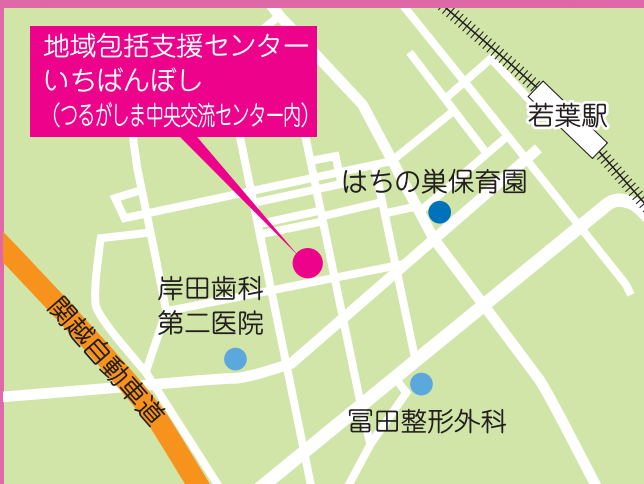 地域包括支援センター
いちばんぼし
（つるがしま中央交流センター内）
若葉駅
はちの巣保育園
岸田歯科
第二医院
関越自動車道
冨田整形外科